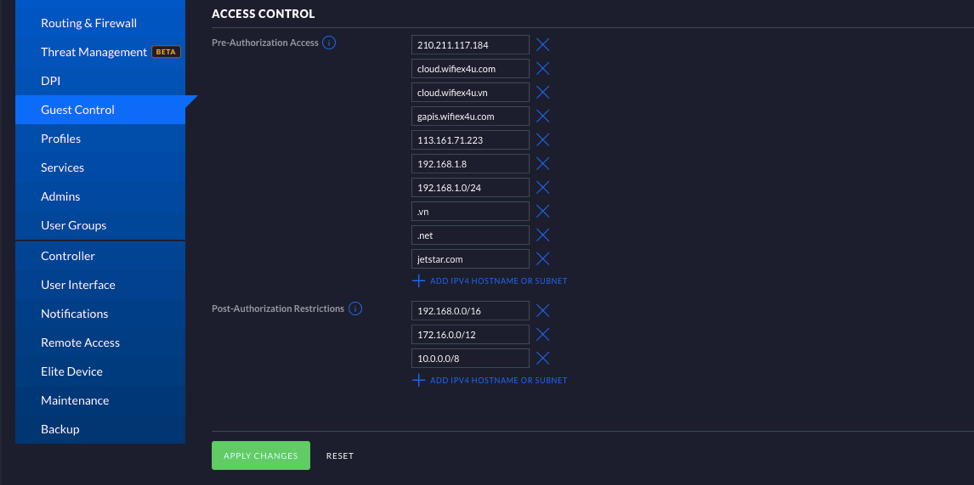 ACCESS CONTROL
Routing & Firewall
Threat Management BETA
DPI
Guest Control
Profiles
Services
Admins
User Groups
Controller
User Interface
Notifications
Remote Access
Elite Device
Maintenance
Backup
Pre-Authorization Access i
210.211.117.184
cloud.wifiex4u.com
cloud.wifiex4u.vn
gapis.wifiex4u.com
113.161.71.223
192.168.1.8
192.168.1.0/24
.vn
.net
jetstar.com
ADD IPV4 HOSTNAME OR SUBNET
Post-Authorization Restrictions i
192.168.0.0/16
172.16.0.0/12
10.0.0.0/8
ADD IPV4 HOSTNAME OR SUBNET
APPLY CHANGES RESET